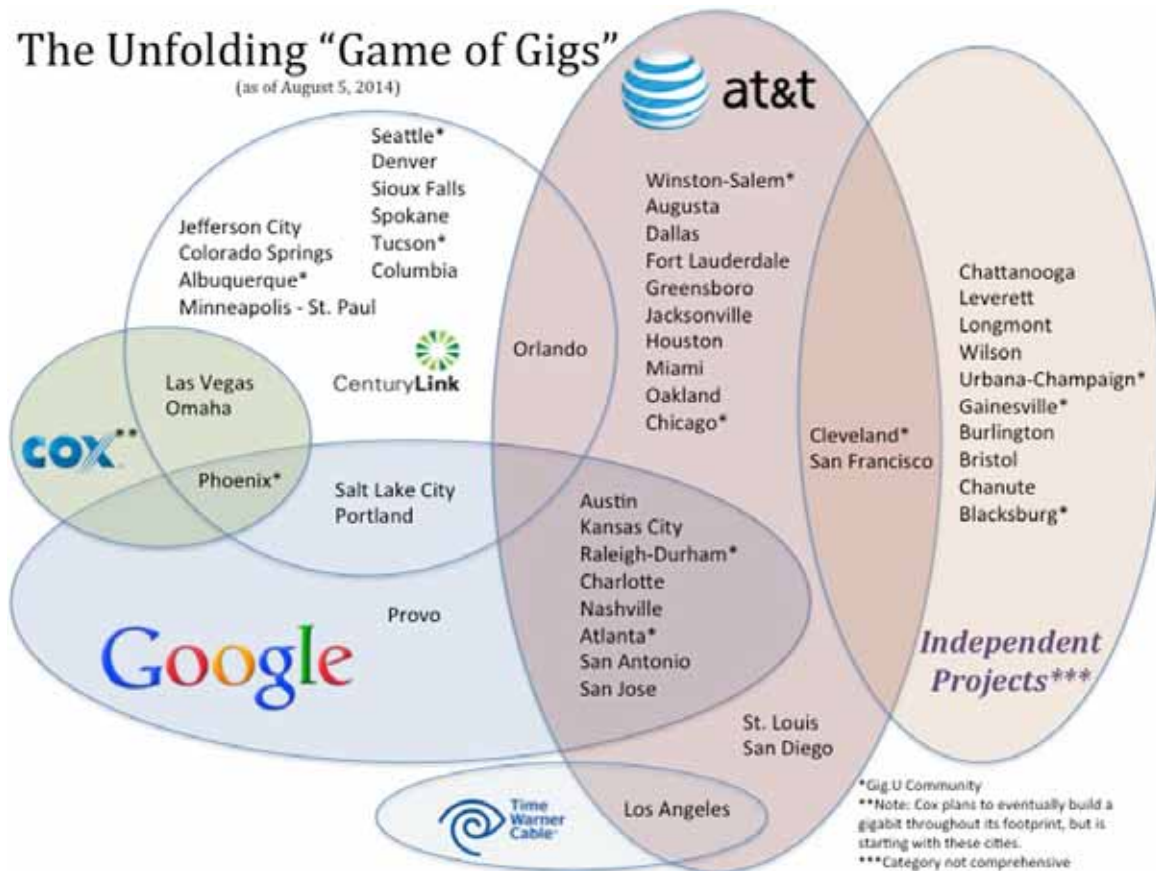 The Unfolding “Game of Gigs”
(as of August 5, 2014)
at&t
Seattle*
Denver
Sioux Falls
Spokane
Tucson*
Columbia
Jefferson City
Colorado Springs
Albuquerque*
Minneapolis - St. Paul
CenturyLink
Las Vegas
Omaha
COX**
Phoenix*
Salt Lake City
Portland
Orlando
Winston-Salem*
Augusta
Dallas
Fort Lauderdale
Greensboro
Jacksonville
Houston
Miami
Oakland
Chicago*
Cleveland*
San Francisco
Chattanooga
Leverett
Longmont
Wilson
Urbana-Champaign*
Gainesville*
Burlington
Bristol
Chanute
Blacksburg*
Independent
Projects***
Austin
Kansas City
Raleigh-Durham*
Charlotte
Nashville
Atlanta*
San Antonio
San Jose
Provo
Google
St. Louis
San Diego
Time
Warner
Cable
Los Angeles
*Gig.U Community
**Note: Cox plans to eventually build a
gigabit throughout its footprint, but is
starting with these cities.
***Category not comprehensive